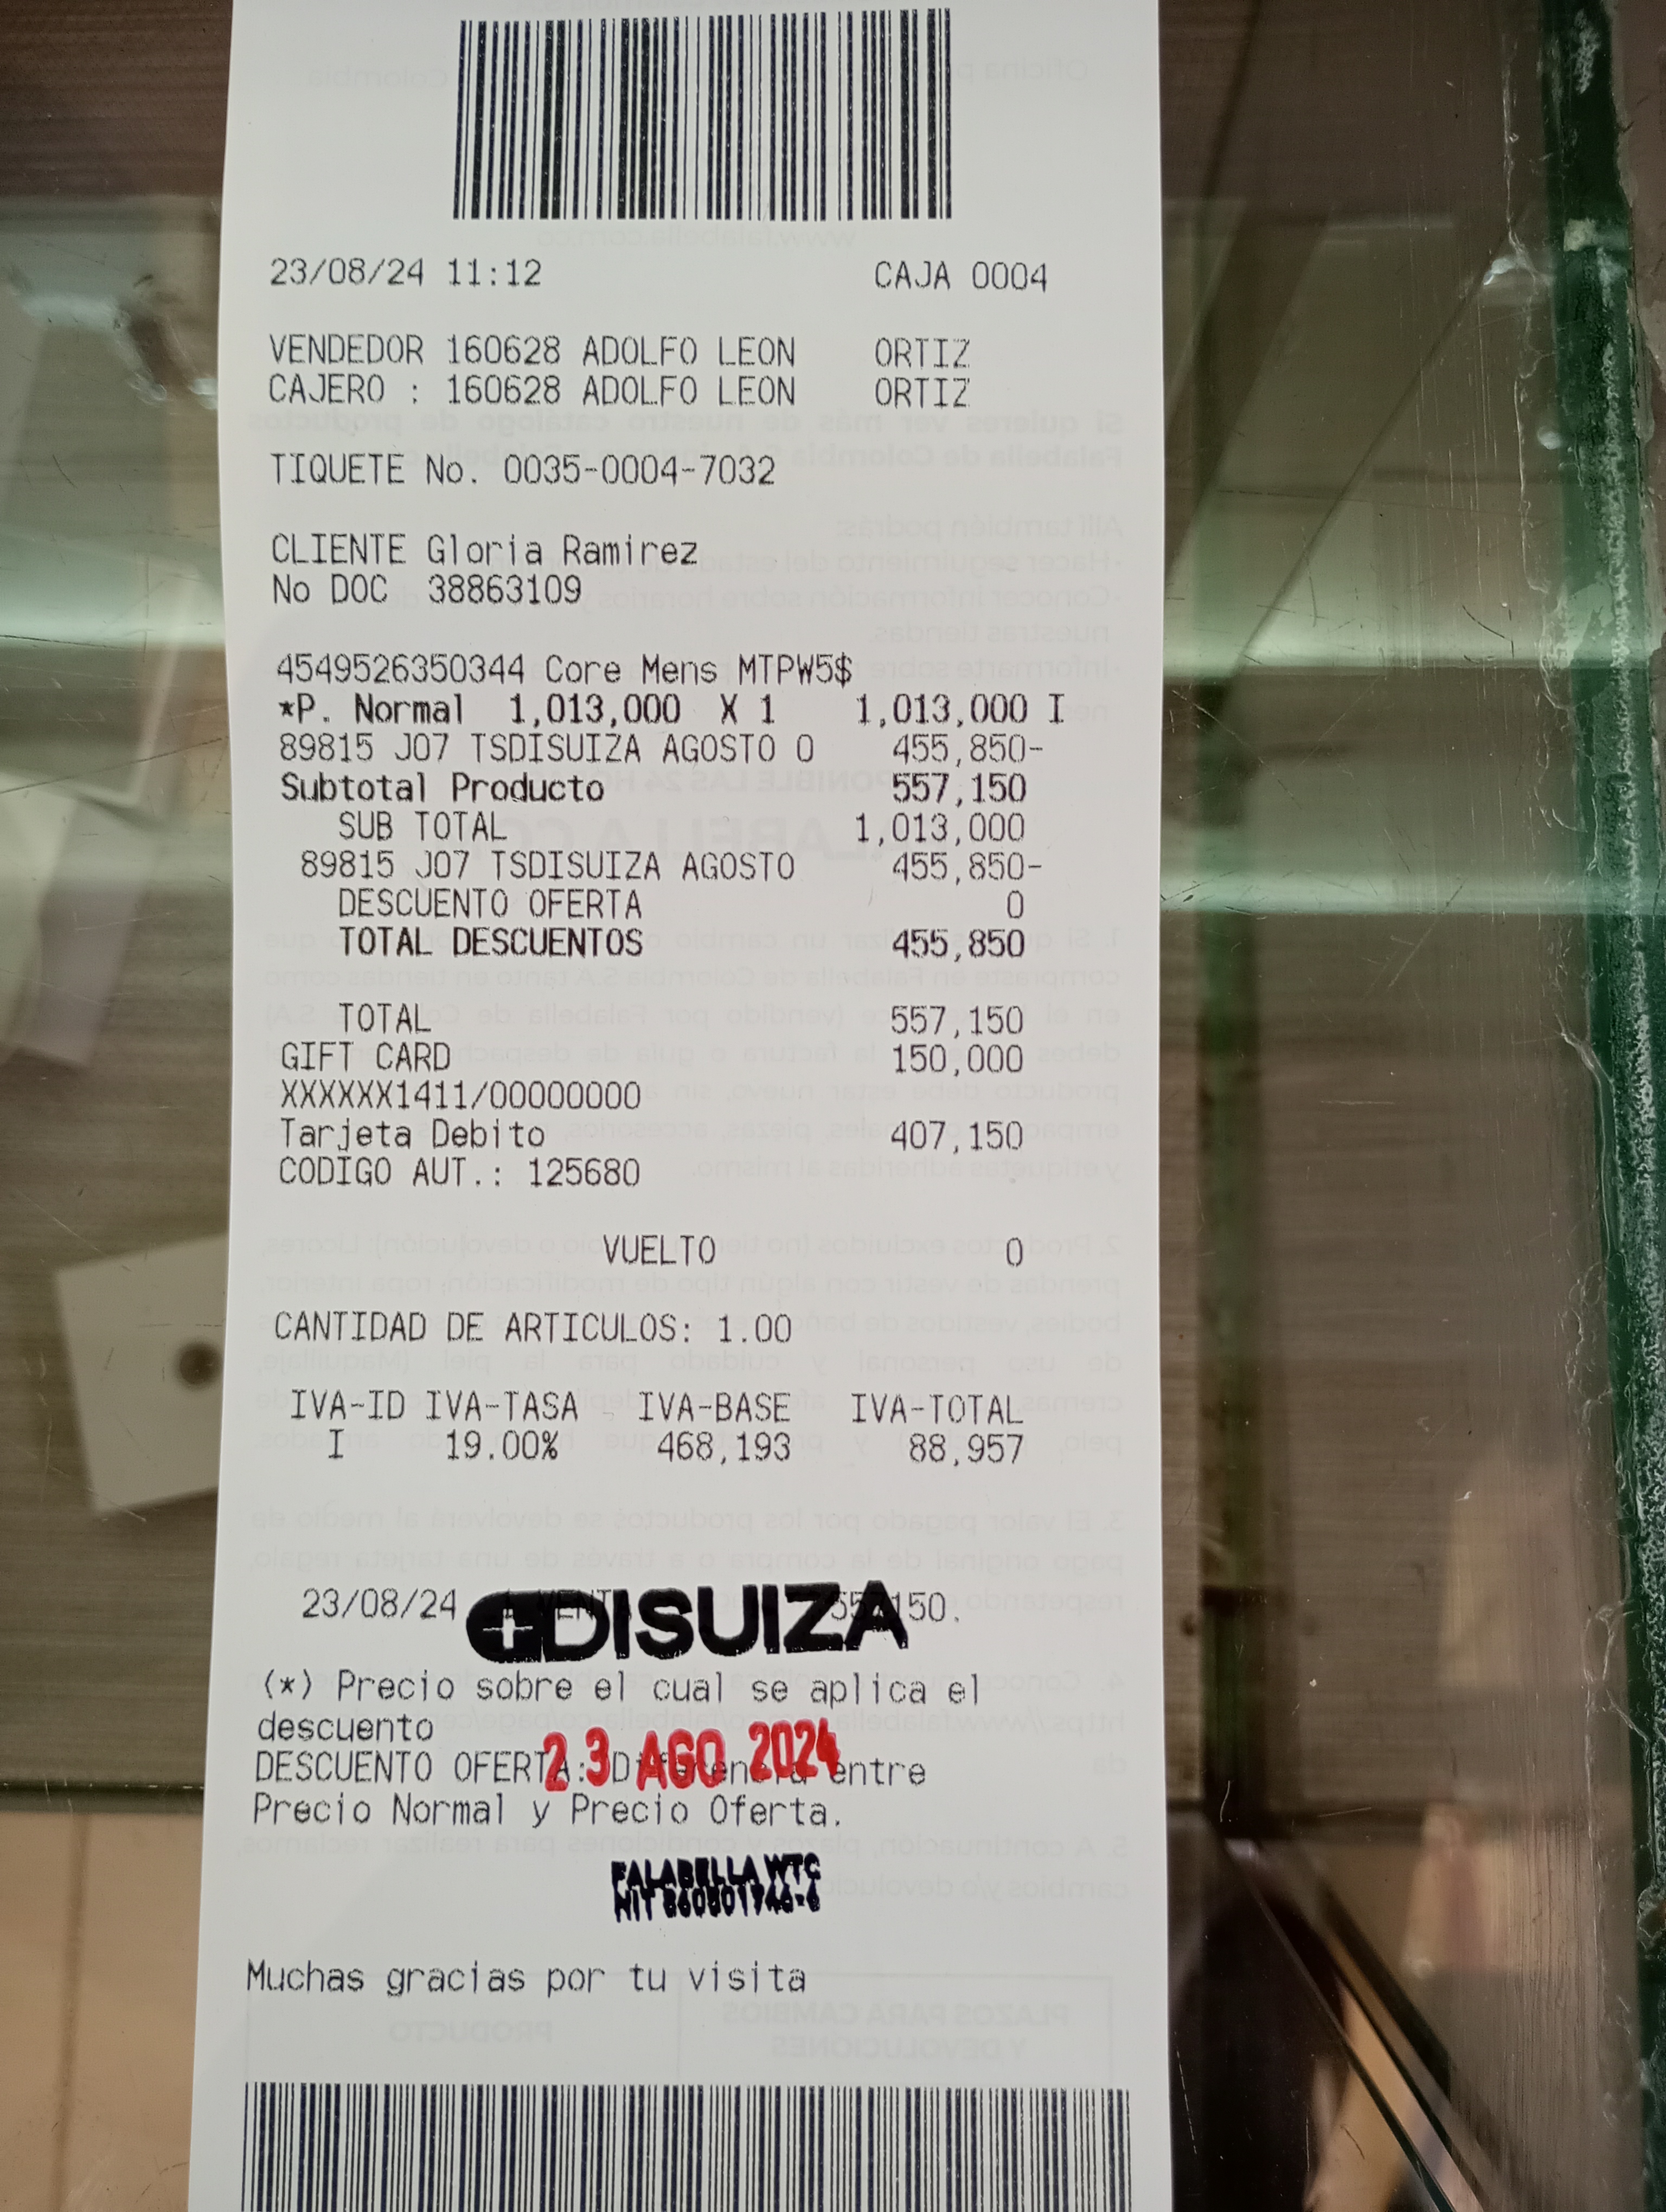 23/08/24 11:12 CAJA 0004
VENDEDOR 160628 ADOLFO LEON ORTIZ
CAJERO : 160628 ADOLFO LEON ORTIZ
TIQUETE No. 0035-0004-7032
CLIENTE Gloria Ramirez
No DOC 38863109
4549526350344 Core Mens MTPW5$
*P. Normal 1,013,000 X 1 1,013,000 I
89815 J07 TSDISUIZA AGOSTO O 455,850-
Subtotal Producto 557,150
SUB TOTAL 1,013,000
89815 J07 TSDISUIZA AGOSTO 455,850-
DESCUENTO OFERTA 0
TOTAL DESCUENTOS 455,850
TOTAL 557,150
GIFT CARD 150,000
XXXXXX1411/00000000
Tarjeta Debito 407,150
CODIGO AUT.: 125680
VUELTO 0
CANTIDAD DE ARTICULOS: 1.00
IVA-ID IVA-TASA IVA-BASE IVA-TOTAL
I 19.00% 468,193 88,957
23/08/24 1 VENTA 557150.
DISUIZA
(*) Precio sobre el cual se aplica el
descuento
23 AGO 2024
DESCUENTO OFERTA: Diferencia entre
Precio Normal y Precio Oferta.
FALABELLA WTC
NIT
Muchas gracias por tu visita